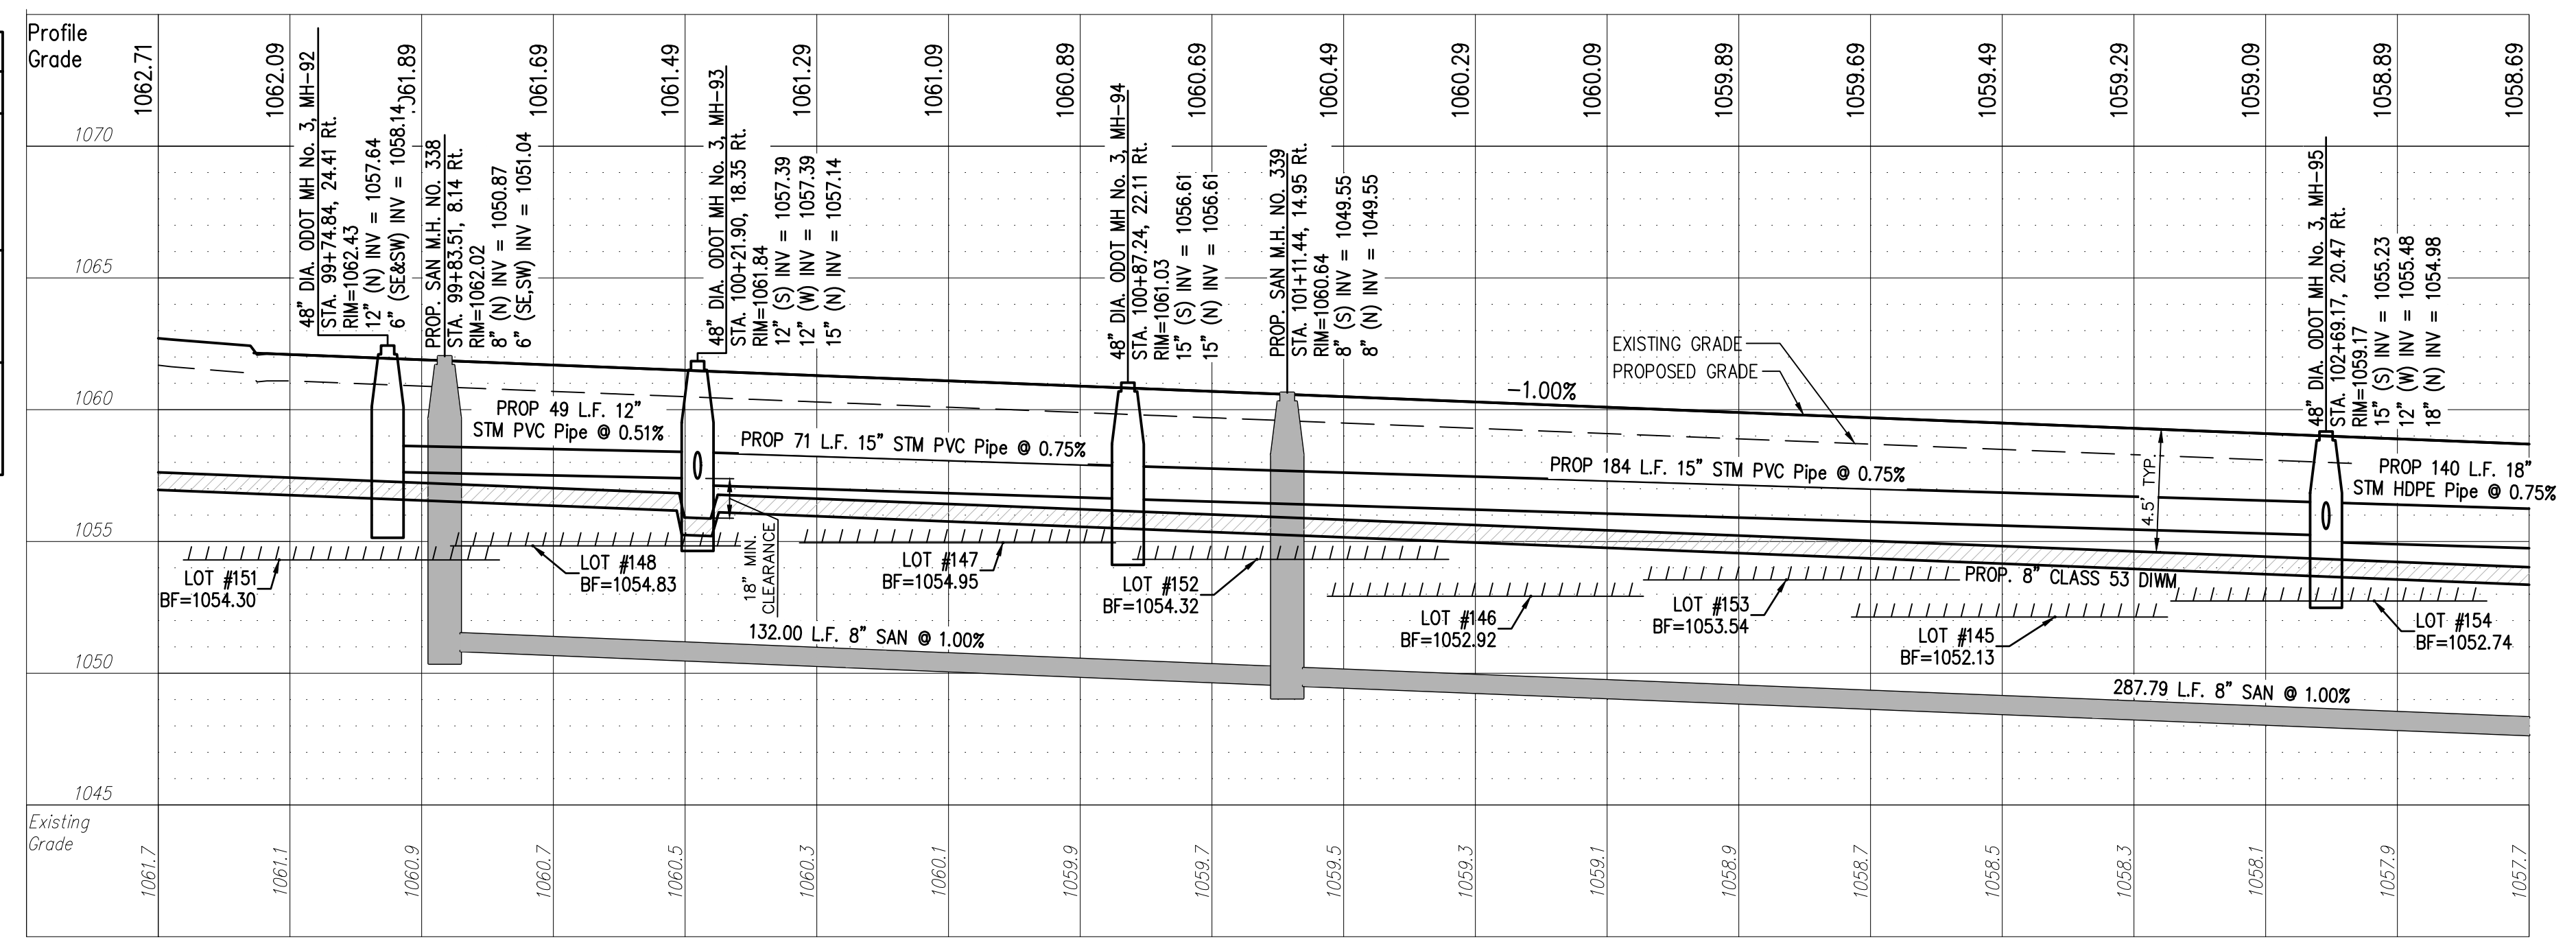 Profile
Grade
1062.71
1062.09
1061.89
1061.69
1061.49
1061.29
1061.09
1060.89
1060.69
1060.49
1060.29
1060.09
1059.89
1059.69
1059.49
1059.29
1059.09
1058.89
1058.69
48" DIA. ODOT MH No. 3, MH-92
STA. 99+74.84, 24.41 Rt.
RIM=1062.43
12" (N) INV = 1057.64
6" (SE&SW) INV = 1058.14
PROP. SAN M.H. NO. 338
STA. 99+83.51, 8.14 Rt.
RIM=1062.02
8" (N) INV = 1050.87
6" (SE,SW) INV = 1051.04
48" DIA. ODOT MH No. 3, MH-93
STA. 100+21.90, 18.35 Rt.
RIM=1061.84
12" (S) INV = 1057.39
12" (W) INV = 1057.39
15" (N) INV = 1057.14
48" DIA. ODOT MH No. 3, MH-94
STA. 100+87.24, 22.11 Rt.
RIM=1061.03
15" (S) INV = 1056.61
15" (N) INV = 1056.61
PROP. SAN M.H. NO. 339
STA. 101+11.44, 14.95 Rt.
RIM=1060.64
8" (S) INV = 1049.55
8" (N) INV = 1049.55
48" DIA. ODOT MH No. 3, MH-95
STA. 102+69.17, 20.47 Rt.
RIM=1059.17
15" (S) INV = 1055.23
12" (W) INV = 1055.48
18" (N) INV = 1054.98
1070
1065
1060
1055
1050
1045
EXISTING GRADE
PROPOSED GRADE
-1.00%
PROP 49 L.F. 12"
STM PVC Pipe @ 0.51%
PROP 71 L.F. 15" STM PVC Pipe @ 0.75%
PROP 184 L.F. 15" STM PVC Pipe @ 0.75%
4.5' TYP.
PROP 140 L.F. 18"
STM HDPE Pipe @ 0.75%
18" MIN.
CLEARANCE
LOT #151
BF=1054.30
LOT #148
BF=1054.83
LOT #147
BF=1054.95
LOT #152
BF=1054.32
LOT #146
BF=1052.92
LOT #153
BF=1053.54
PROP. 8" CLASS 53 DIWM
LOT #145
BF=1052.13
LOT #154
BF=1052.74
132.00 L.F. 8" SAN @ 1.00%
287.79 L.F. 8" SAN @ 1.00%
Existing
Grade
1061.7
1061.1
1060.9
1060.7
1060.5
1060.3
1060.1
1059.9
1059.7
1059.5
1059.3
1059.1
1058.9
1058.7
1058.5
1058.3
1058.1
1057.9
1057.7